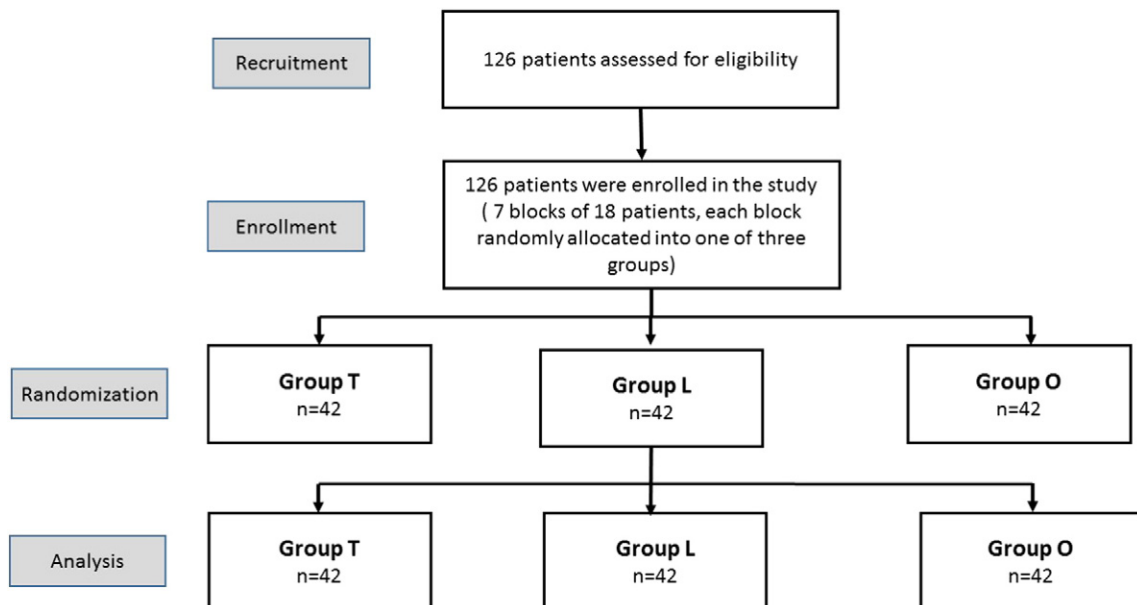 Recruitment
126 patients assessed for eligibility
Enrollment
126 patients were enrolled in the study
( 7 blocks of 18 patients, each block
randomly allocated into one of three
groups)
Randomization
Group T
n=42
Group L
n=42
Group O
n=42
Analysis
Group T
n=42
Group L
n=42
Group O
n=42